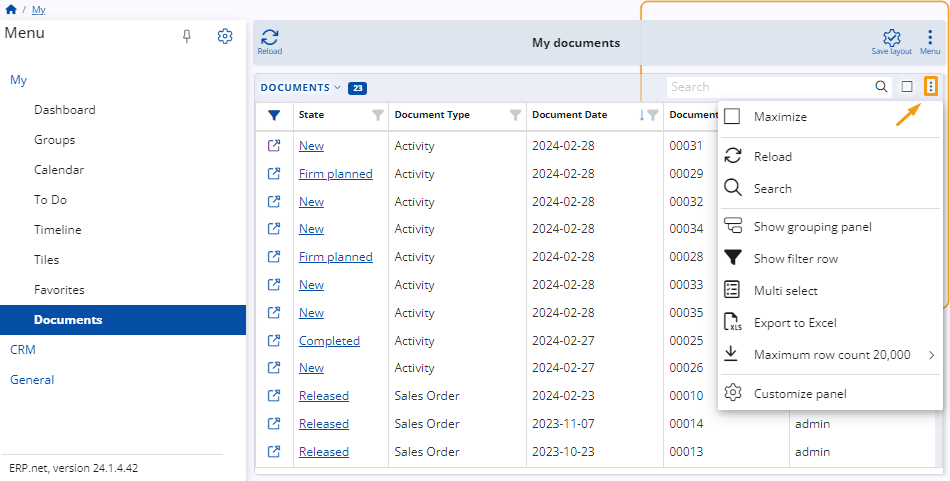 / My
Menu
My
Dashboard
Groups
Calendar
To Do
Timeline
Tiles
Favorites
Documents
CRM
General
ERP.net, version 24.1.4.42
Reload
My documents
Save layout
Menu
DOCUMENTS 23
Search
State Document Type Document Date Document
New Activity 2024-02-28 00031
Firm planned Activity 2024-02-28 00029
New Activity 2024-02-28 00032
New Activity 2024-02-28 00034
Firm planned Activity 2024-02-28 00028
New Activity 2024-02-28 00033
New Activity 2024-02-28 00035
Completed Activity 2024-02-27 00025
New Activity 2024-02-27 00026
Released Sales Order 2024-02-23 00010
Released Sales Order 2023-11-07 00014 admin
Released Sales Order 2023-10-23 00013 admin
Maximize
Reload
Search
Show grouping panel
Show filter row
Multi select
XLS Export to Excel
Maximum row count 20,000
Customize panel